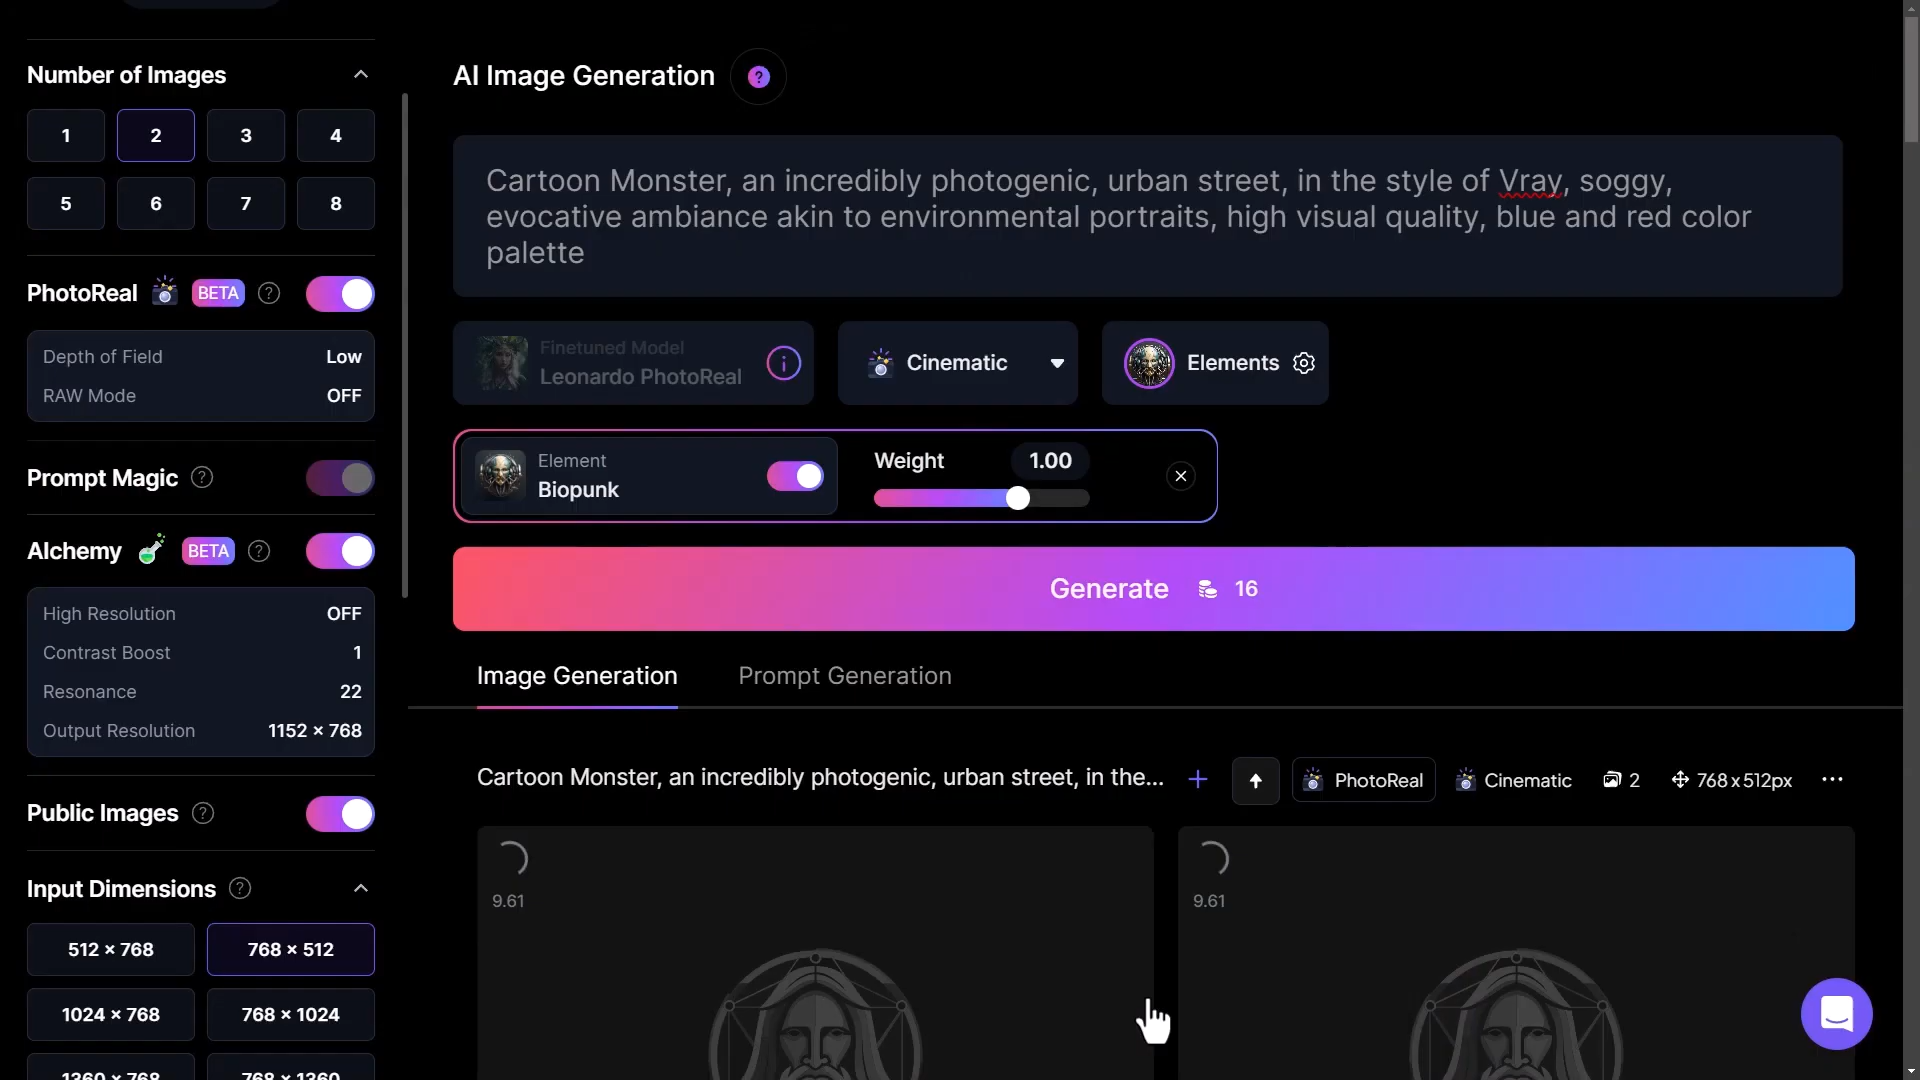 Number of Images
1
2
3
4
5
6
7
8
PhotoReal BETA ?
Depth of Field Low
RAW Mode OFF
Prompt Magic ?
Alchemy BETA ?
High Resolution OFF
Contrast Boost 1
Resonance 22
Output Resolution 1152 × 768
Public Images ?
Input Dimensions ?
512 × 768
768 × 512
1024 × 768
768 × 1024
1360 × 768
768 × 1360
AI Image Generation ?
Cartoon Monster, an incredibly photogenic, urban street, in the style of Vray, soggy,
evocative ambiance akin to environmental portraits, high visual quality, blue and red color
palette
Finetuned Model
Leonardo PhotoReal
Cinematic
Elements
Element
Biopunk
Weight 1.00
Generate 16
Image Generation
Prompt Generation
Cartoon Monster, an incredibly photogenic, urban street, in the...
PhotoReal
Cinematic
2
768 x 512px
9.61
9.61